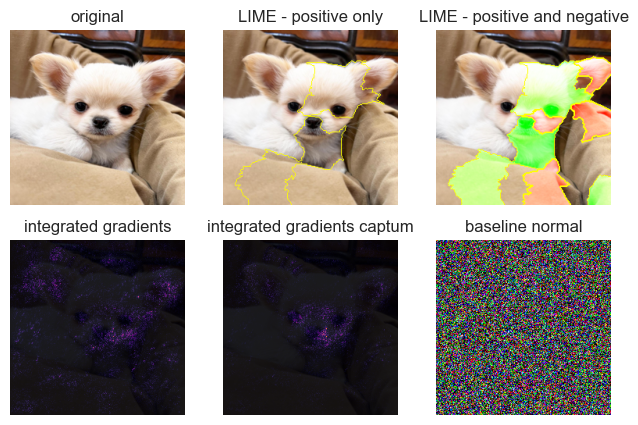 original
LIME - positive only
LIME - positive and negative
integrated gradients
integrated gradients captum
baseline normal